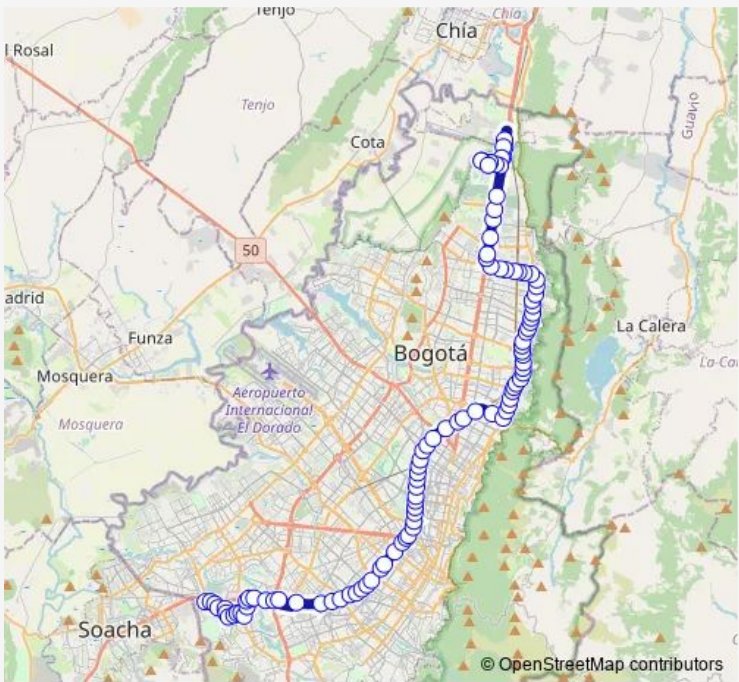 Tenjo
Chía
Chía
l Rosal
Tenjo
Guavio
Cota
50
adrid
Funza
La Calera
Mosquera
Bogotá
La-Ca
Aeropuerto
Internacional
El Dorado
Mosquera
Soacha
© OpenStreetMap contributors